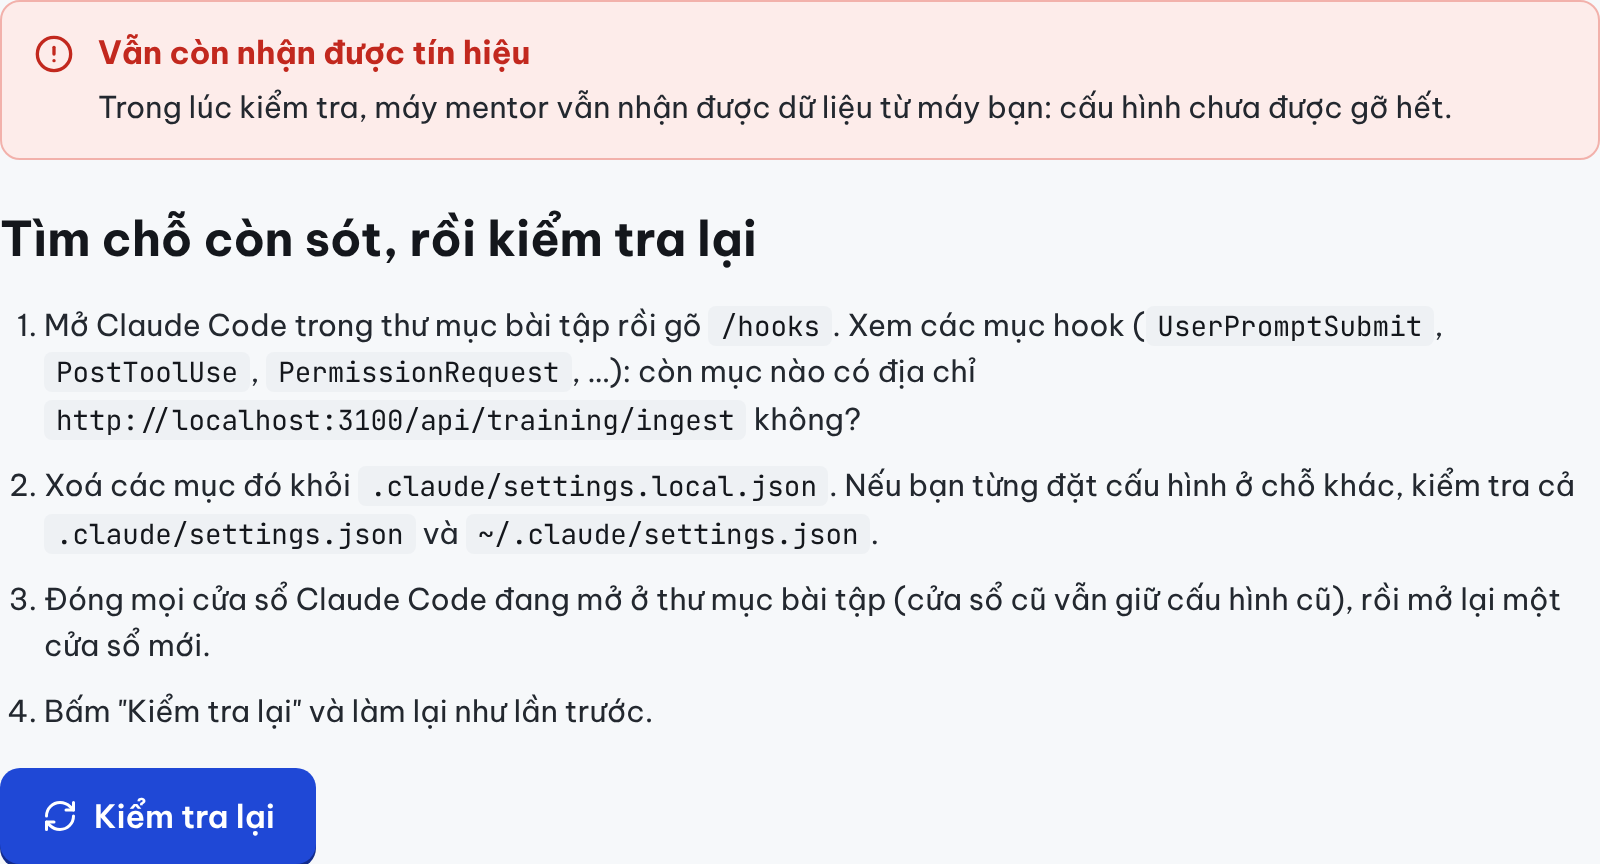 Vẫn còn nhận được tín hiệu
Trong lúc kiểm tra, máy mentor vẫn nhận được dữ liệu từ máy bạn: cấu hình chưa được gỡ hết.
Tìm chỗ còn sót, rồi kiểm tra lại
1. Mở Claude Code trong thư mục bài tập rồi gõ /hooks. Xem các mục hook (UserPromptSubmit,
PostToolUse, PermissionRequest, ...): còn mục nào có địa chỉ
http://localhost:3100/api/training/ingest không?
2. Xoá các mục đó khỏi .claude/settings.local.json. Nếu bạn từng đặt cấu hình ở chỗ khác, kiểm tra cả
.claude/settings.json và ~/.claude/settings.json.
3. Đóng mọi cửa sổ Claude Code đang mở ở thư mục bài tập (cửa sổ cũ vẫn giữ cấu hình cũ), rồi mở lại một
cửa sổ mới.
4. Bấm "Kiểm tra lại" và làm lại như lần trước.
Kiểm tra lại